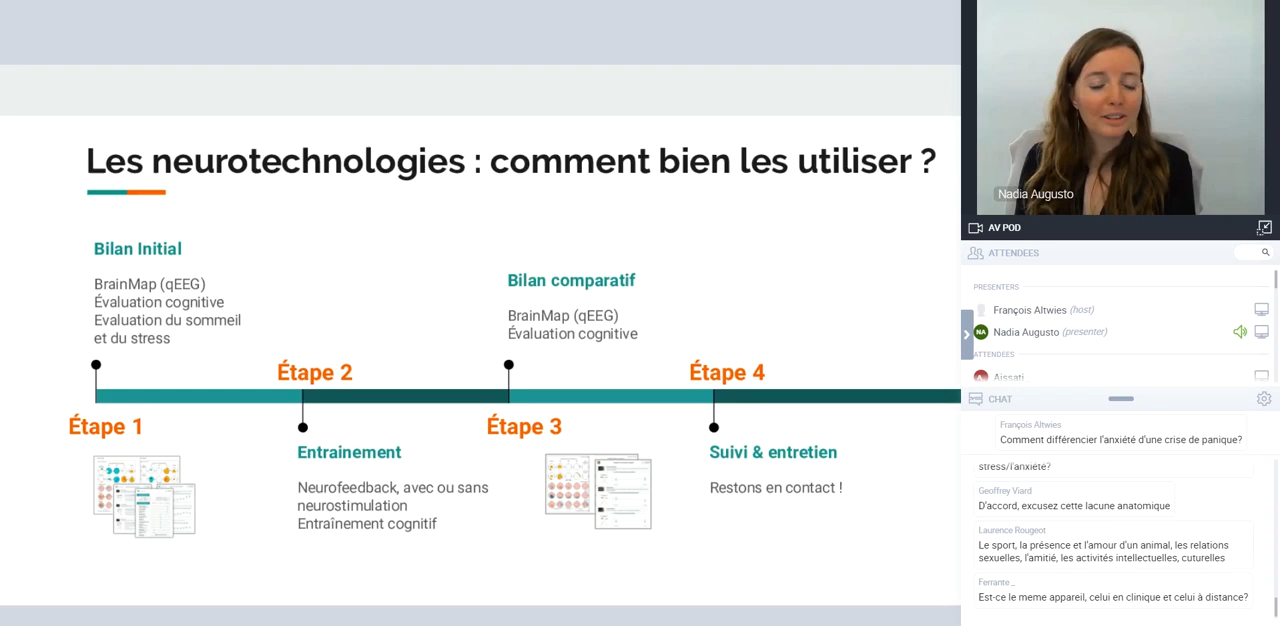 Les neurotechnologies : comment bien les utiliser ?
Bilan Initial
BrainMap (qEEG)
Évaluation cognitive
Evaluation du sommeil
et du stress
Bilan comparatif
BrainMap (qEEG)
Évaluation cognitive
Étape 2
Étape 4
Étape 1
Étape 3
Entrainement
Neurofeedback, avec ou sans
neurostimulation
Entraînement cognitif
Suivi & entretien
Restons en contact !
Nadia Augusto
AV POD
ATTENDEES
PRESENTERS
François Altwies (host)
NA Nadia Augusto (presenter)
ATTENDEES
Aissati
CHAT
François Altwies
Comment différencier l'anxiété d'une crise de panique?
stress/l'anxiété?
Geoffrey Viard
D'accord, excusez cette lacune anatomique
Laurence Rougeot
Le sport, la présence et l'amour d'un animal, les relations
sexuelles, l'amitié, les activités intellectuelles, cuturelles
Ferrante _
Est-ce le meme appareil, celui en clinique et celui à distance?